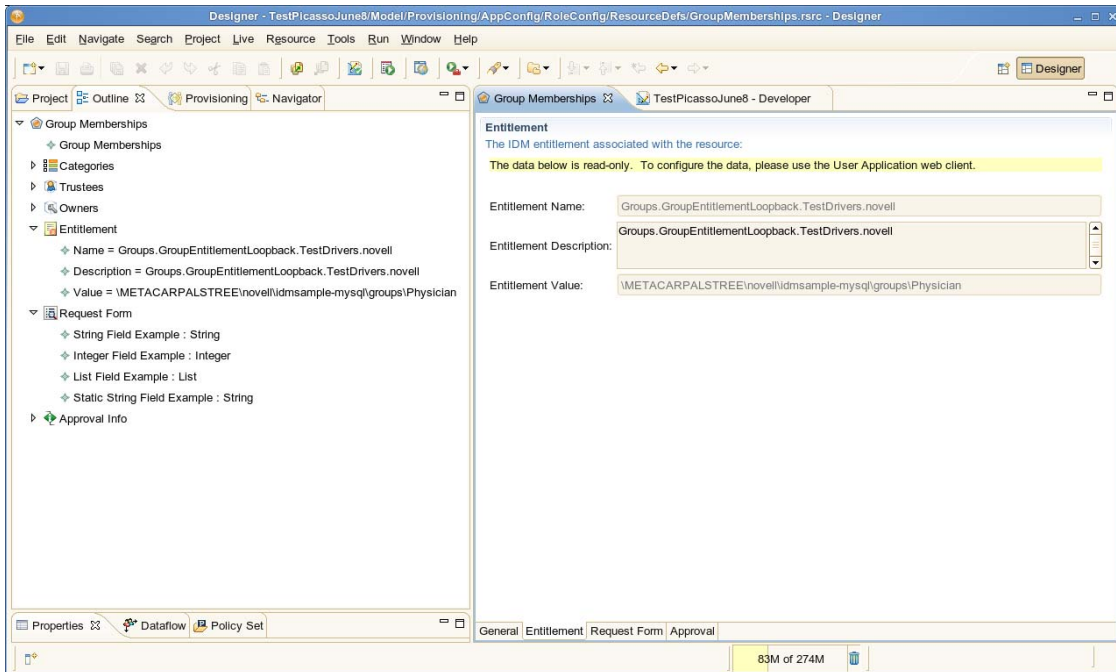 Designer - TestPicassoJune8/Model/Provisioning/AppConfig/RoleConfig/ResourceDefs/GroupMemberships.rsrc - Designer
File Edit Navigate Search Project Live Resource Tools Run Window Help
Designer
Project Outline Provisioning Navigator
Group Memberships TestPicassoJune8 - Developer
Group Memberships
Group Memberships
Categories
Trustees
Owners
Entitlement
Name = Groups.GroupEntitlementLoopback.TestDrivers.novell
Description = Groups.GroupEntitlementLoopback.TestDrivers.novell
Value = \METACARPALSTREE\novell\idmsample-mysql\groups\Physician
Request Form
String Field Example : String
Integer Field Example : Integer
List Field Example : List
Static String Field Example : String
Approval Info
Entitlement
The IDM entitlement associated with the resource:
The data below is read-only. To configure the data, please use the User Application web client.
Entitlement Name: Groups.GroupEntitlementLoopback.TestDrivers.novell
Entitlement Description: Groups.GroupEntitlementLoopback.TestDrivers.novell
Entitlement Value: \METACARPALSTREE\novell\idmsample-mysql\groups\Physician
Properties Dataflow Policy Set
General Entitlement Request Form Approval
83M of 274M